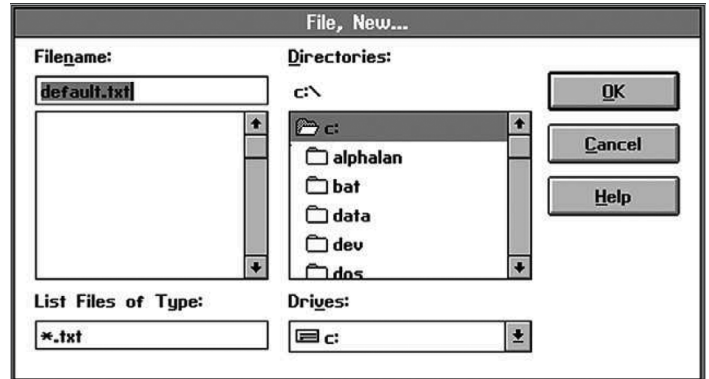 File, New...
Filename:
default.txt
Directories:
c:\
c:
alphalan
bat
data
dev
dos
OK
Cancel
Help
List Files of Type:
*.txt
Drives:
c: